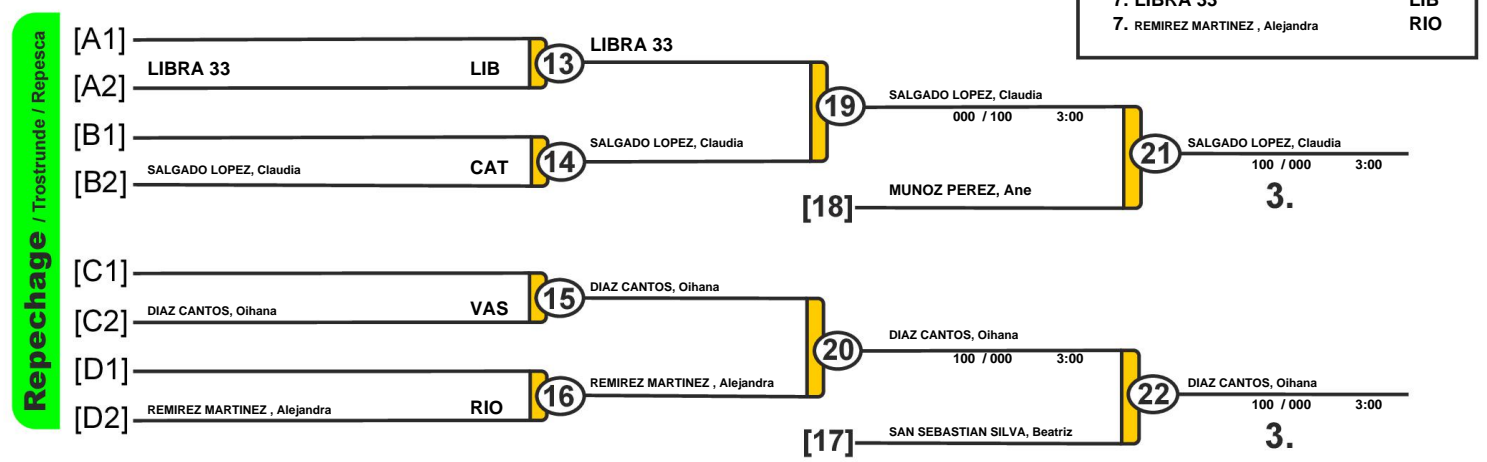 7. LIBRA 33 LIB
7. REMIREZ MARTINEZ , Alejandra RIO
Repechage / Trostrunde / Repesca
[A1]
LIBRA 33 LIB
[A2]
13
LIBRA 33
[B1]
SALGADO LOPEZ, Claudia CAT
[B2]
14
SALGADO LOPEZ, Claudia
19
SALGADO LOPEZ, Claudia
000 / 100 3:00
[18]
MUNOZ PEREZ, Ane
21
SALGADO LOPEZ, Claudia
100 / 000 3:00
3.
[C1]
DIAZ CANTOS, Oihana VAS
[C2]
15
DIAZ CANTOS, Oihana
[D1]
REMIREZ MARTINEZ , Alejandra RIO
[D2]
16
REMIREZ MARTINEZ , Alejandra
20
DIAZ CANTOS, Oihana
100 / 000 3:00
[17]
SAN SEBASTIAN SILVA, Beatriz
22
DIAZ CANTOS, Oihana
100 / 000 3:00
3.